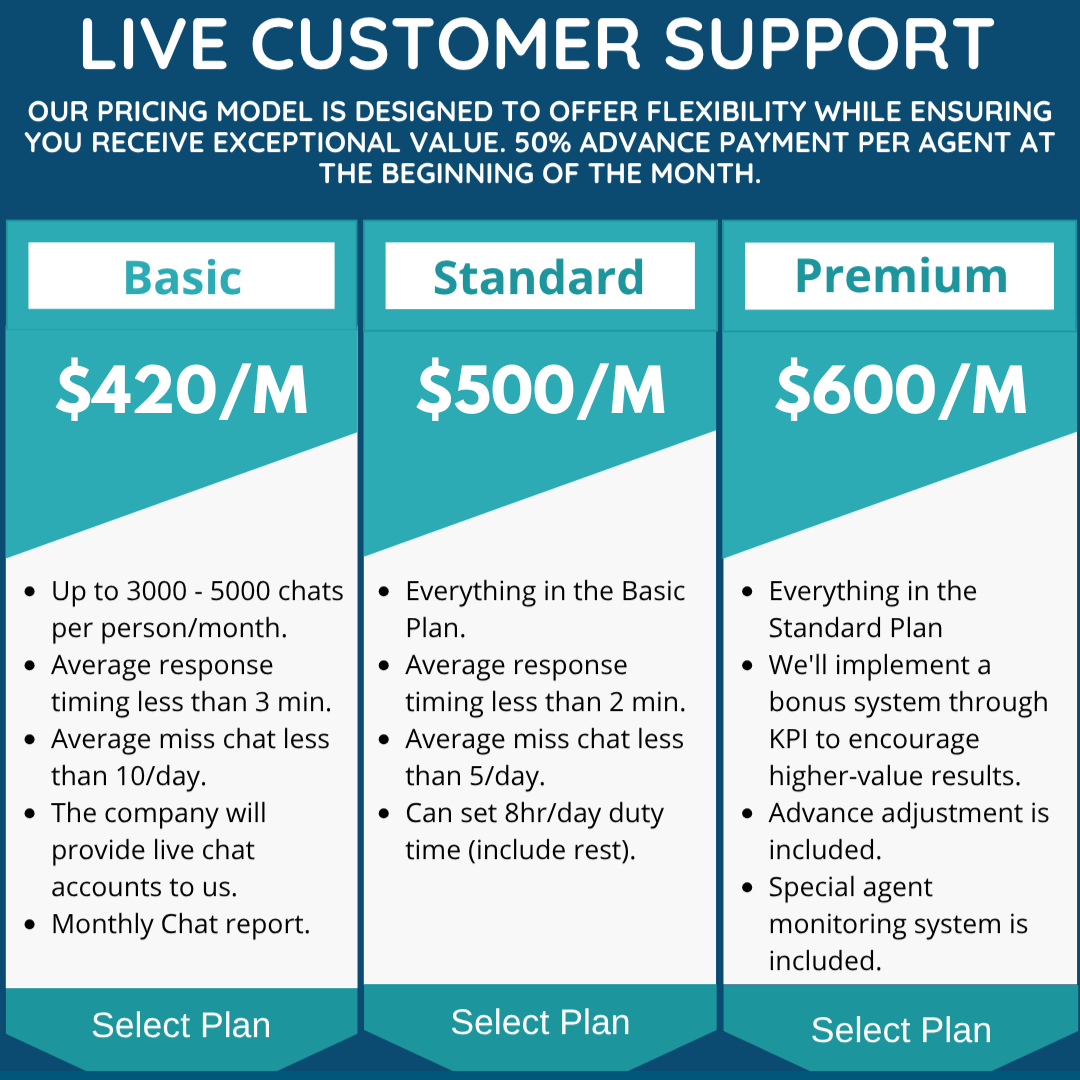 LIVE CUSTOMER SUPPORT
OUR PRICING MODEL IS DESIGNED TO OFFER FLEXIBILITY WHILE ENSURING
YOU RECEIVE EXCEPTIONAL VALUE. 50% ADVANCE PAYMENT PER AGENT AT
THE BEGINNING OF THE MONTH.
Basic
$420/M
• Up to 3000 - 5000 chats
per person/month.
• Average response
timing less than 3 min.
• Average miss chat less
than 10/day.
• The company will
provide live chat
accounts to us.
• Monthly Chat report.
Select Plan
Standard
$500/M
• Everything in the Basic
Plan.
• Average response
timing less than 2 min.
• Average miss chat less
than 5/day.
• Can set 8hr/day duty
time (include rest).
Select Plan
Premium
$600/M
• Everything in the
Standard Plan
• We'll implement a
bonus system through
KPI to encourage
higher-value results.
• Advance adjustment is
included.
• Special agent
monitoring system is
included.
Select Plan